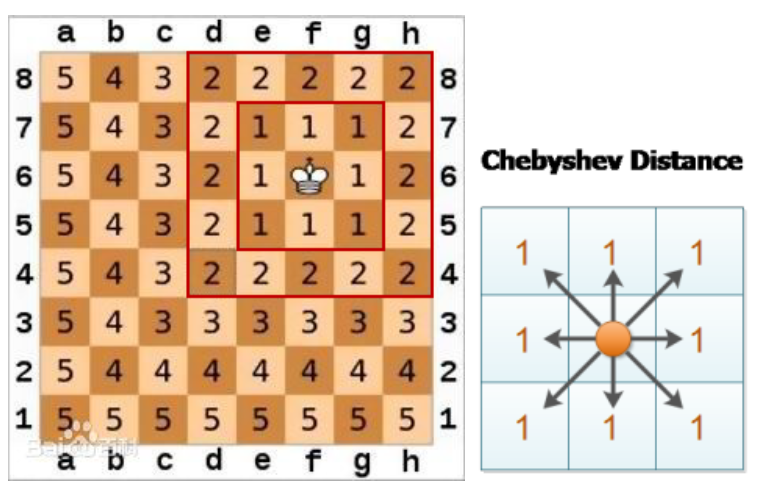 a b c d e f g h
8 5 4 3 2 2 2 2 2 8
7 5 4 3 2 1 1 1 2 7
6 5 4 3 2 1 1 2 6
5 5 4 3 2 1 1 1 2 5
4 5 4 3 2 2 2 2 2 4
3 5 4 3 3 3 3 3 3 3
2 5 4 4 4 4 4 4 4 2
1 5 5 5 5 5 5 5 5 1
a b c d e f g h
Baidu百科
Chebyshev Distance
1 1 1
1 1
1 1 1